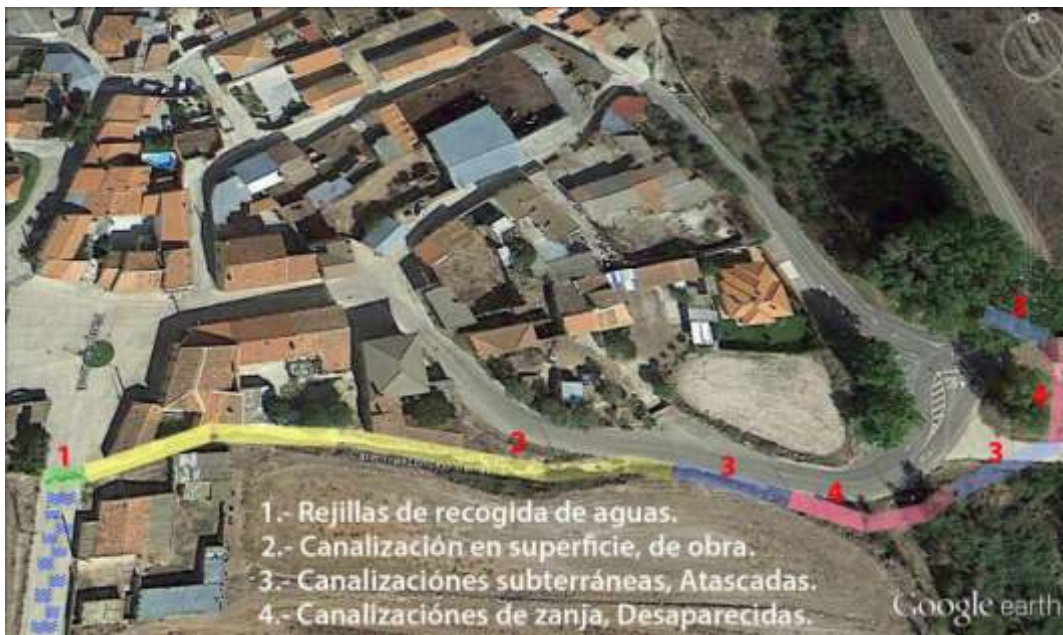 1
2
3
4
3
4
3
1.- Rejillas de recogida de aguas.
2.- Canalización en superficie, de obra.
3.- Canalizaciónes subterráneas, Atascadas.
4.- Canalizaciónes de zanja, Desaparecidas.
Google earth